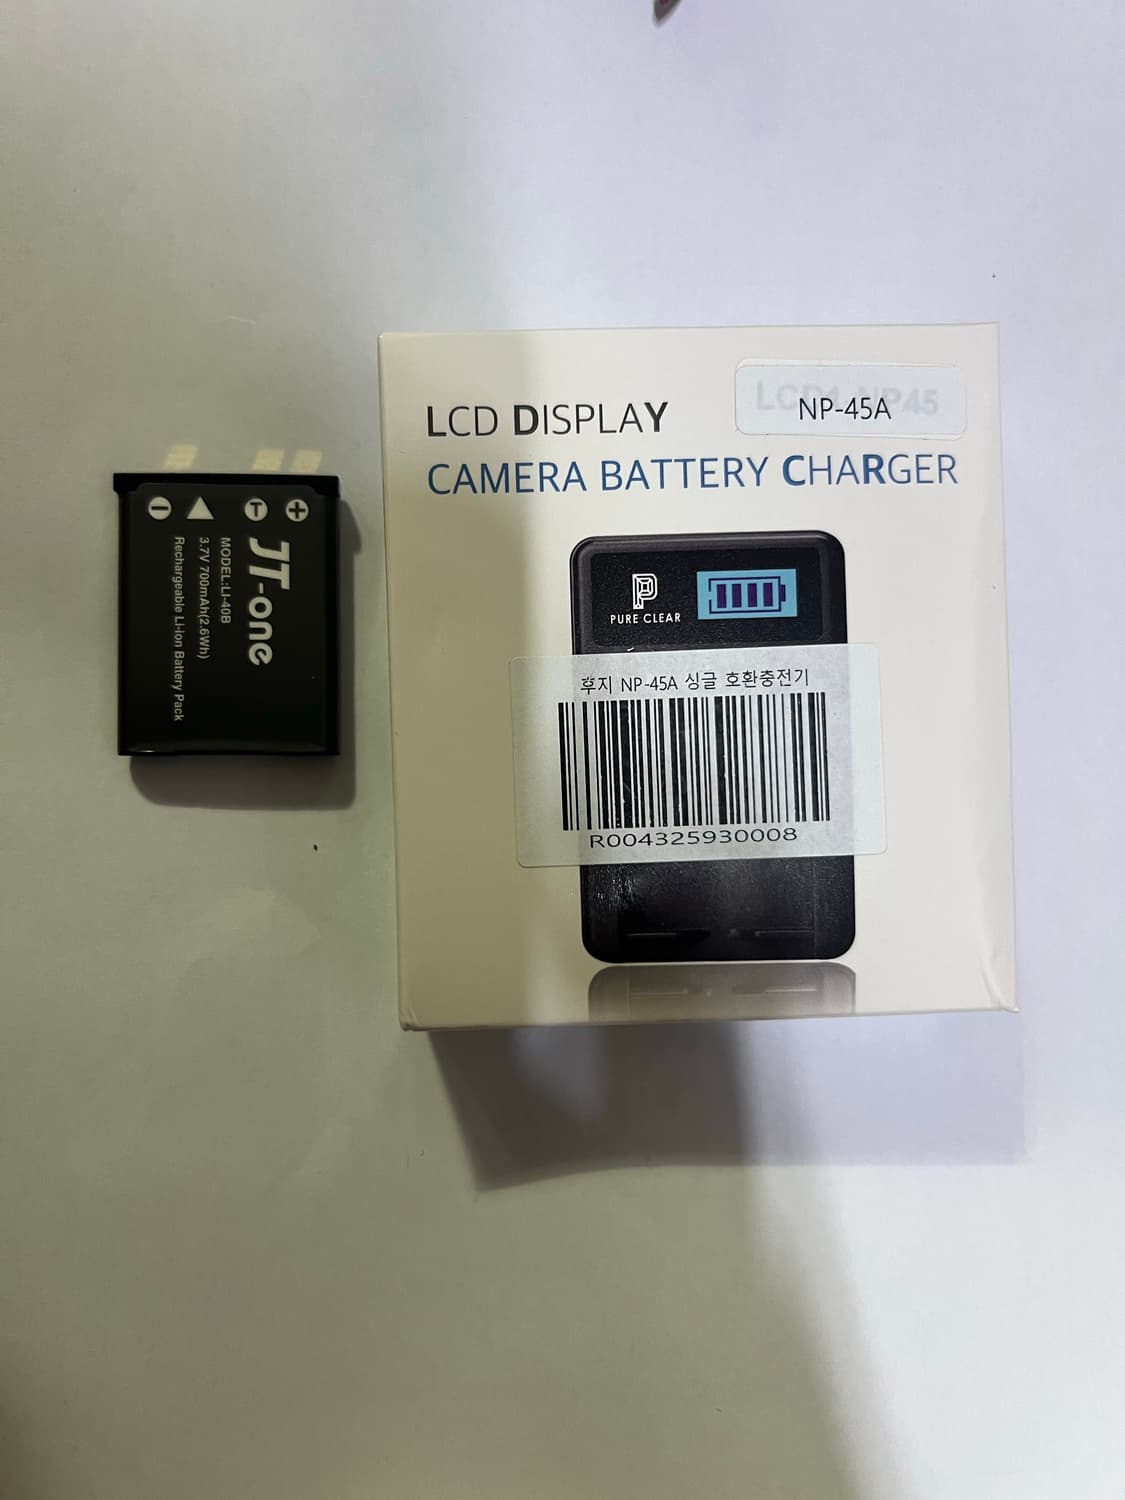 JT-one
MODEL:LI-40B
3.7V 700mAh(2.6Wh)
Rechargeable Li-ion Battery Pack
+
T
−
LCD DISPLAY
NP-45A
CAMERA BATTERY CHARGER
P
PURE CLEAR
후지 NP-45A 싱글 호환충전기
R004325930008